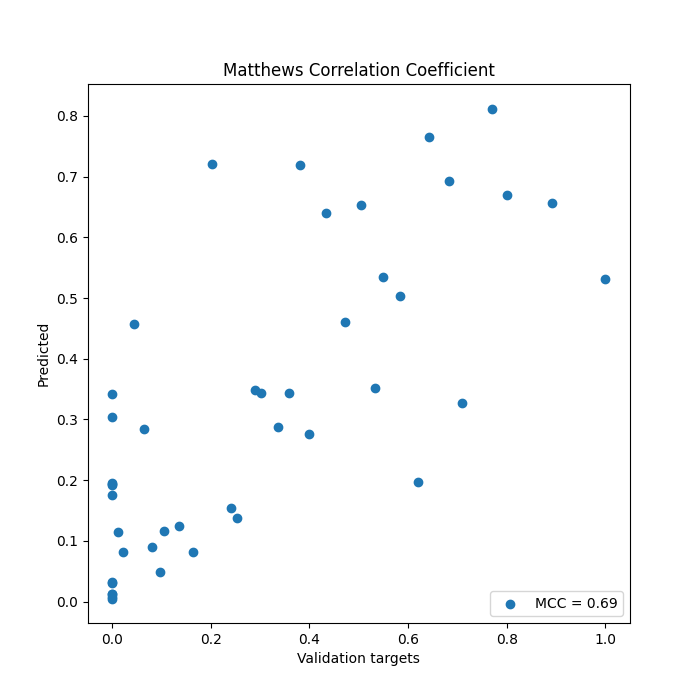 Matthews Correlation Coefficient
0.8
0.7
0.6
0.5
0.4
0.3
0.2
0.1
0.0
Predicted
MCC = 0.69
0.0 0.2 0.4 0.6 0.8 1.0
Validation targets